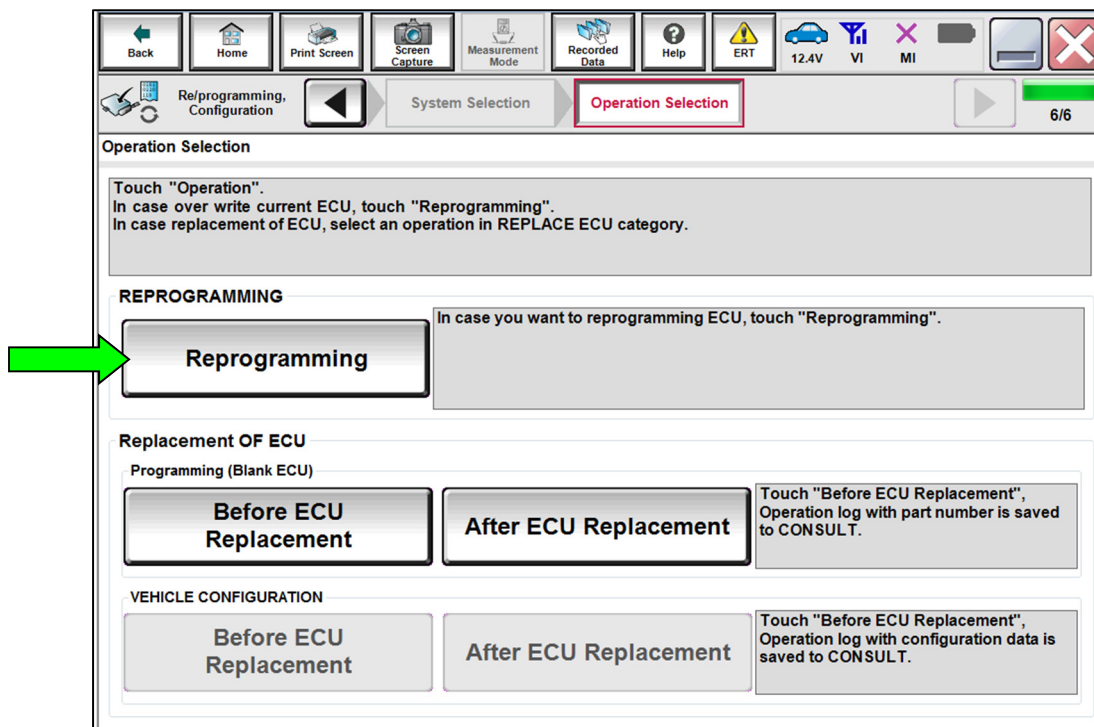 Back
Home
Print Screen
Screen
Capture
Measurement
Mode
Recorded
Data
Help
ERT
12.4V
VI
MI
Re/programming,
Configuration
System Selection
Operation Selection
6/6
Operation Selection
Touch "Operation".
In case over write current ECU, touch "Reprogramming".
In case replacement of ECU, select an operation in REPLACE ECU category.
REPROGRAMMING
Reprogramming
In case you want to reprogramming ECU, touch "Reprogramming".
Replacement OF ECU
Programming (Blank ECU)
Before ECU
Replacement
After ECU Replacement
Touch "Before ECU Replacement",
Operation log with part number is saved
to CONSULT.
VEHICLE CONFIGURATION
Before ECU
Replacement
After ECU Replacement
Touch "Before ECU Replacement",
Operation log with configuration data is
saved to CONSULT.